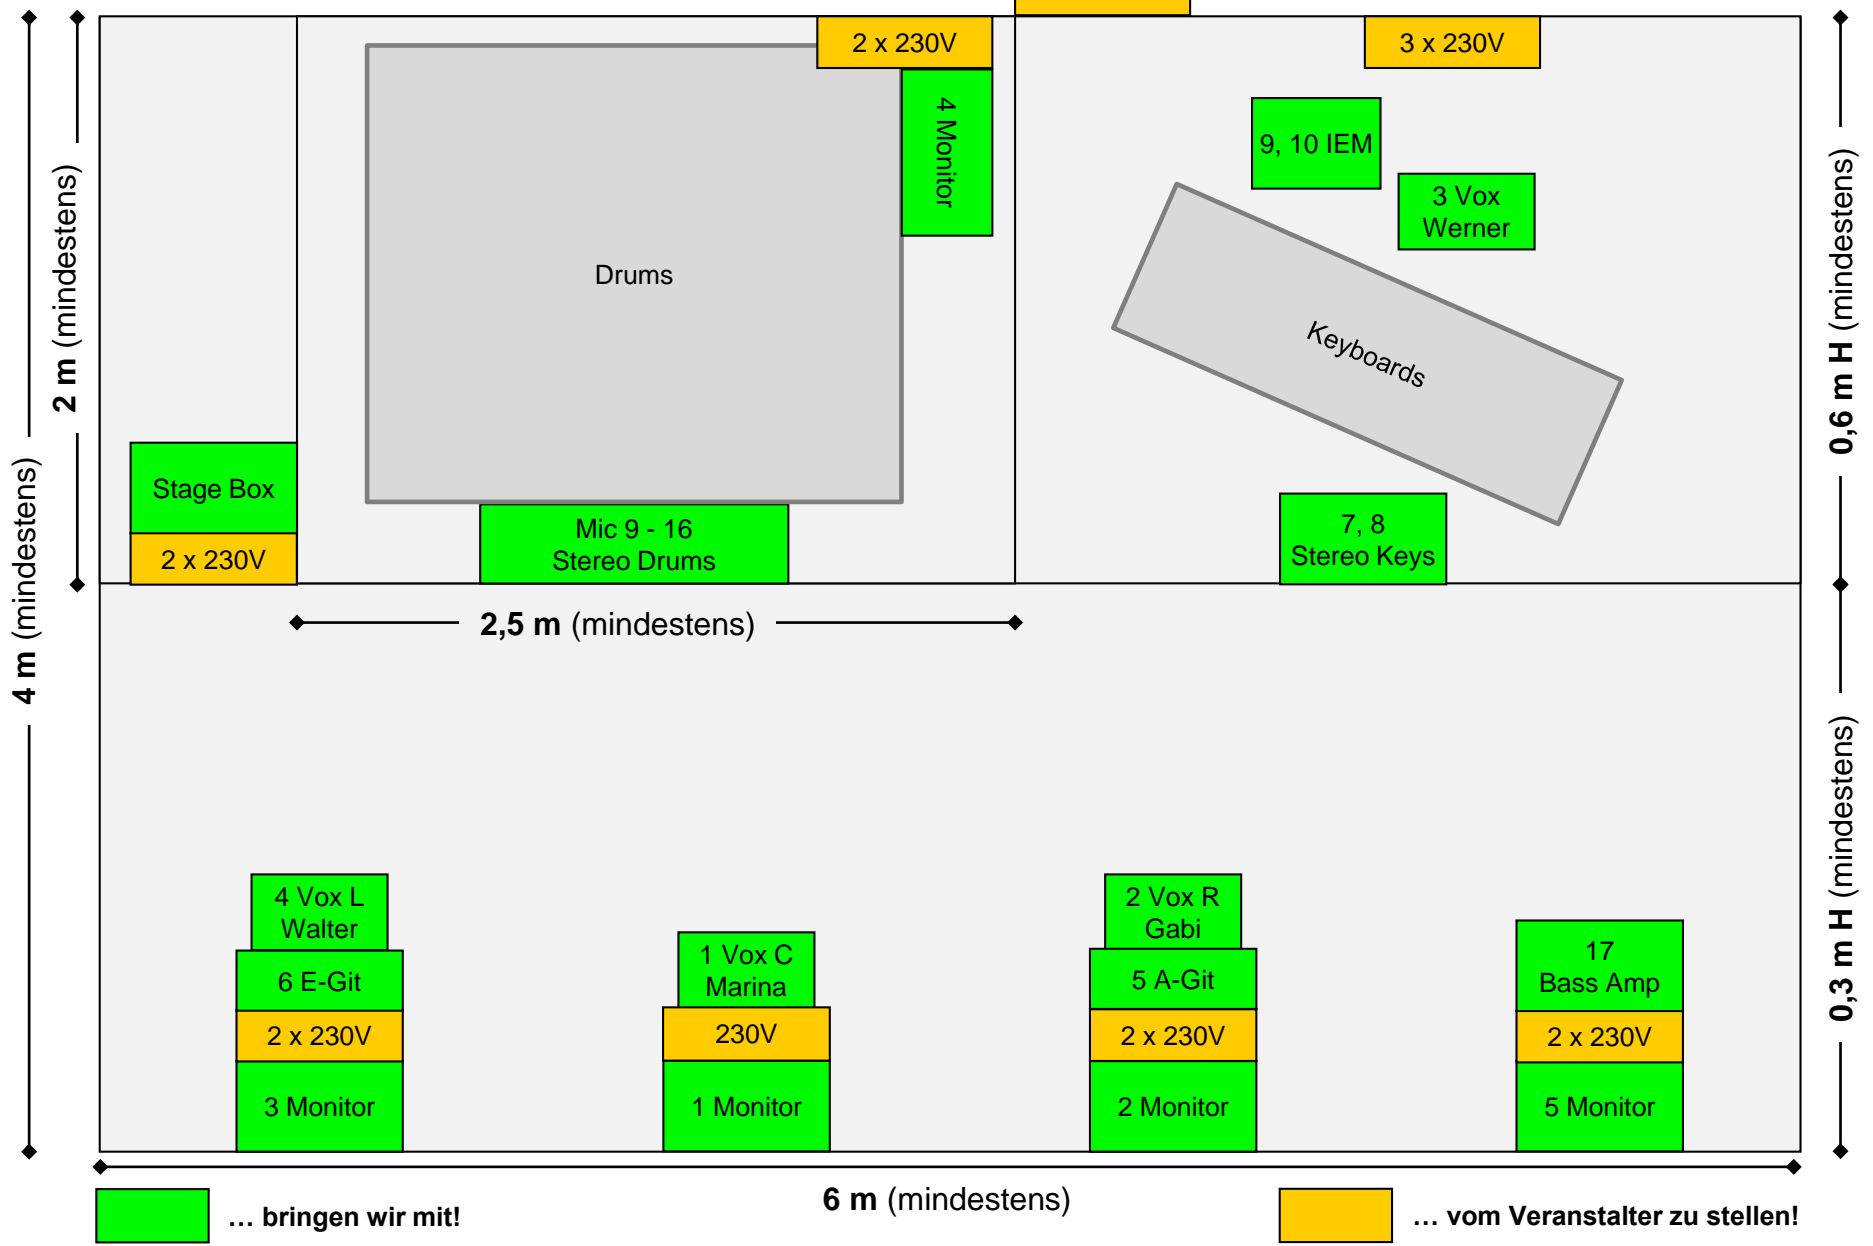 2 x 230V
3 x 230V
4 Monitor
9, 10 IEM
3 Vox
Werner
Drums
Keyboards
2 m (mindestens)
0,6 m H (mindestens)
4 m (mindestens)
Stage Box
2 x 230V
Mic 9 - 16
Stereo Drums
7, 8
Stereo Keys
2,5 m (mindestens)
0,3 m H (mindestens)
4 Vox L
Walter
6 E-Git
2 x 230V
3 Monitor
1 Vox C
Marina
230V
1 Monitor
2 Vox R
Gabi
5 A-Git
2 x 230V
2 Monitor
17
Bass Amp
2 x 230V
5 Monitor
6 m (mindestens)
… bringen wir mit!
… vom Veranstalter zu stellen!